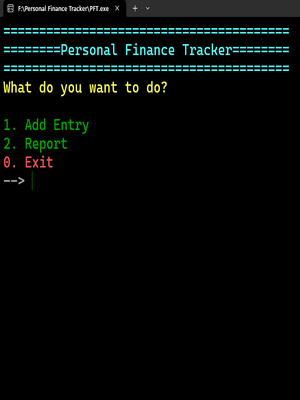 F:\Personal Finance Tracker\PFT.exe
========================================
========Personal Finance Tracker========
========================================
What do you want to do?
1. Add Entry
2. Report
0. Exit
-->